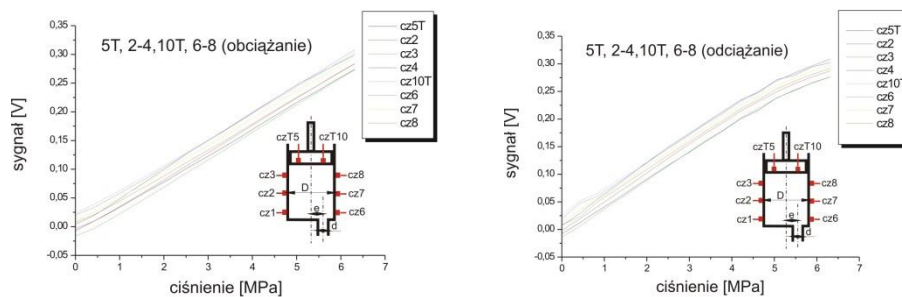 5T, 2-4,10T, 6-8 (obciążanie)
sygnał [V]
0,35
0,30
0,25
0,20
0,15
0,10
0,05
0,00
-0,05
0 1 2 3 4 5 6 7
ciśnienie [MPa]
cz5T
cz2
cz3
cz4
cz10T
cz6
cz7
cz8
czT5 czT10
cz3 cz8
cz2 D cz7
e
cz1 cz6
d
5T, 2-4,10T, 6-8 (odciążanie)
sygnał [V]
0,35
0,30
0,25
0,20
0,15
0,10
0,05
0,00
0,05
0 1 2 3 4 5 6 7
ciśnienie [MPa]
cz5T
cz2
cz3
cz4
cz10T
cz6
cz7
cz8
czT5 czT10
cz3 cz8
cz2 D cz7
e
cz1 cz6
d